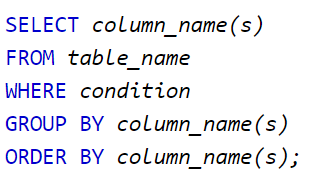 SELECT column_name(s)
FROM table_name
WHERE condition
GROUP BY column_name(s)
ORDER BY column_name(s);